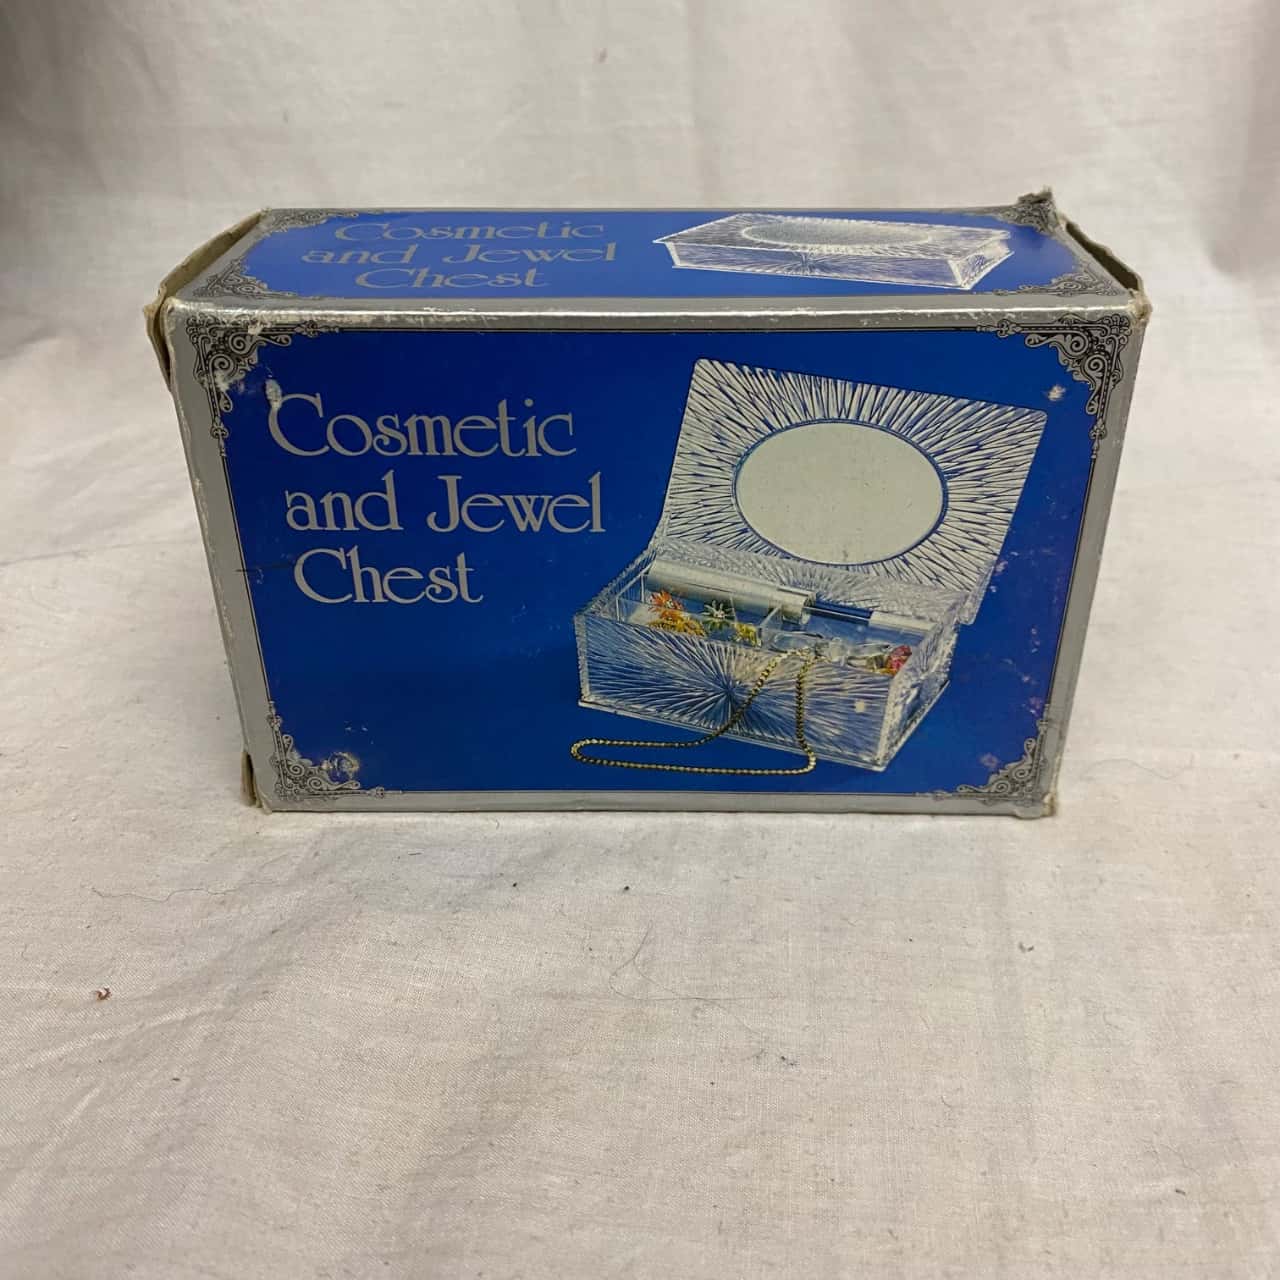 Cosmetic
and Jewel
Chest
Cosmetic
and Jewel
Chest